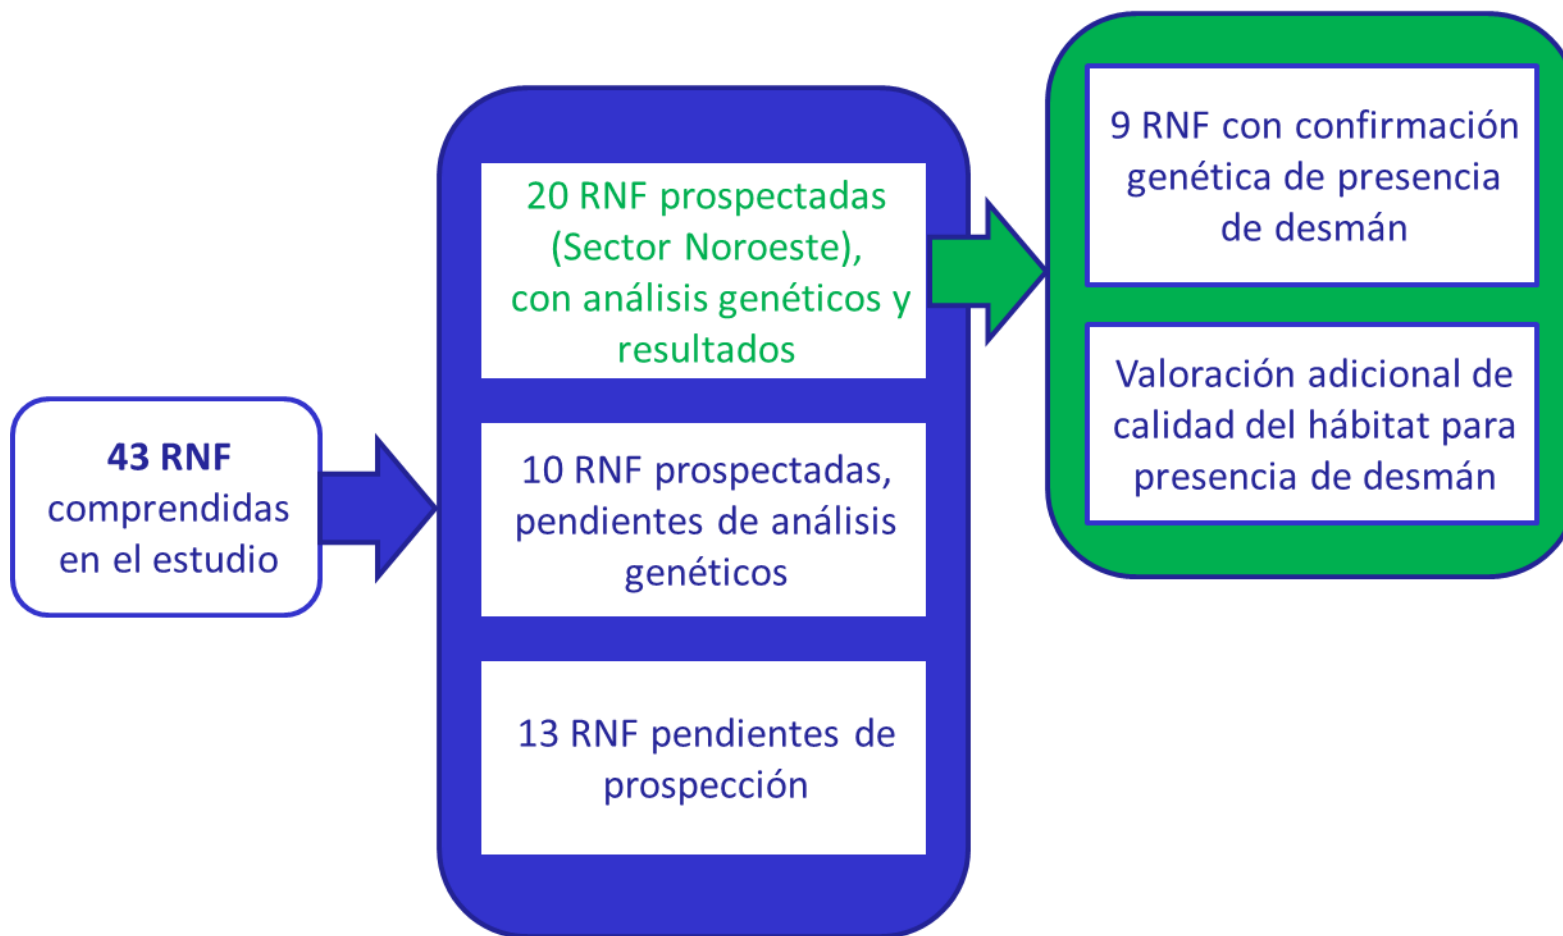 43 RNF
comprendidas
en el estudio
20 RNF prospectadas
(Sector Noroeste),
con análisis genéticos y
resultados
10 RNF prospectadas,
pendientes de análisis
genéticos
13 RNF pendientes de
prospección
9 RNF con confirmación
genética de presencia
de desmán
Valoración adicional de
calidad del hábitat para
presencia de desmán